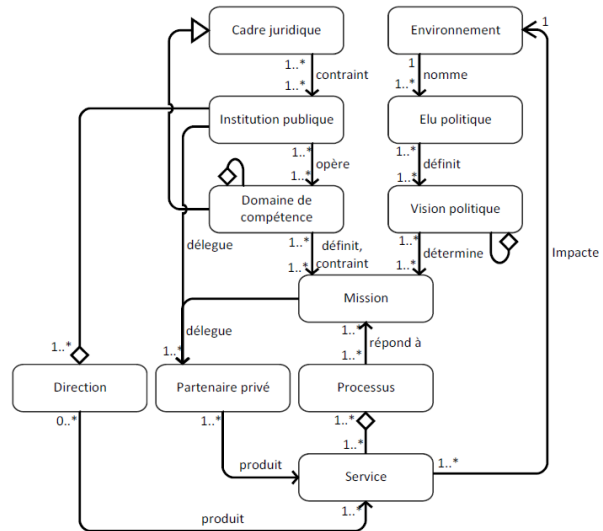 Cadre juridique
Environnement
1
1..*
contraint
1..*
1
nomme
1..*
Institution publique
Elu politique
1..*
opère
1..*
1..*
définit
1..*
Domaine de
compétence
Vision politique
délegue
1..*
définit,
contraint
1..*
1..*
détermine
1..*
Impacte
Mission
délegue
1..*
répond à
1..*
1..*
1..*
Direction
Partenaire privé
Processus
0..*
1..*
1..*
1..*
produit
Service
1..*
produit
1..*